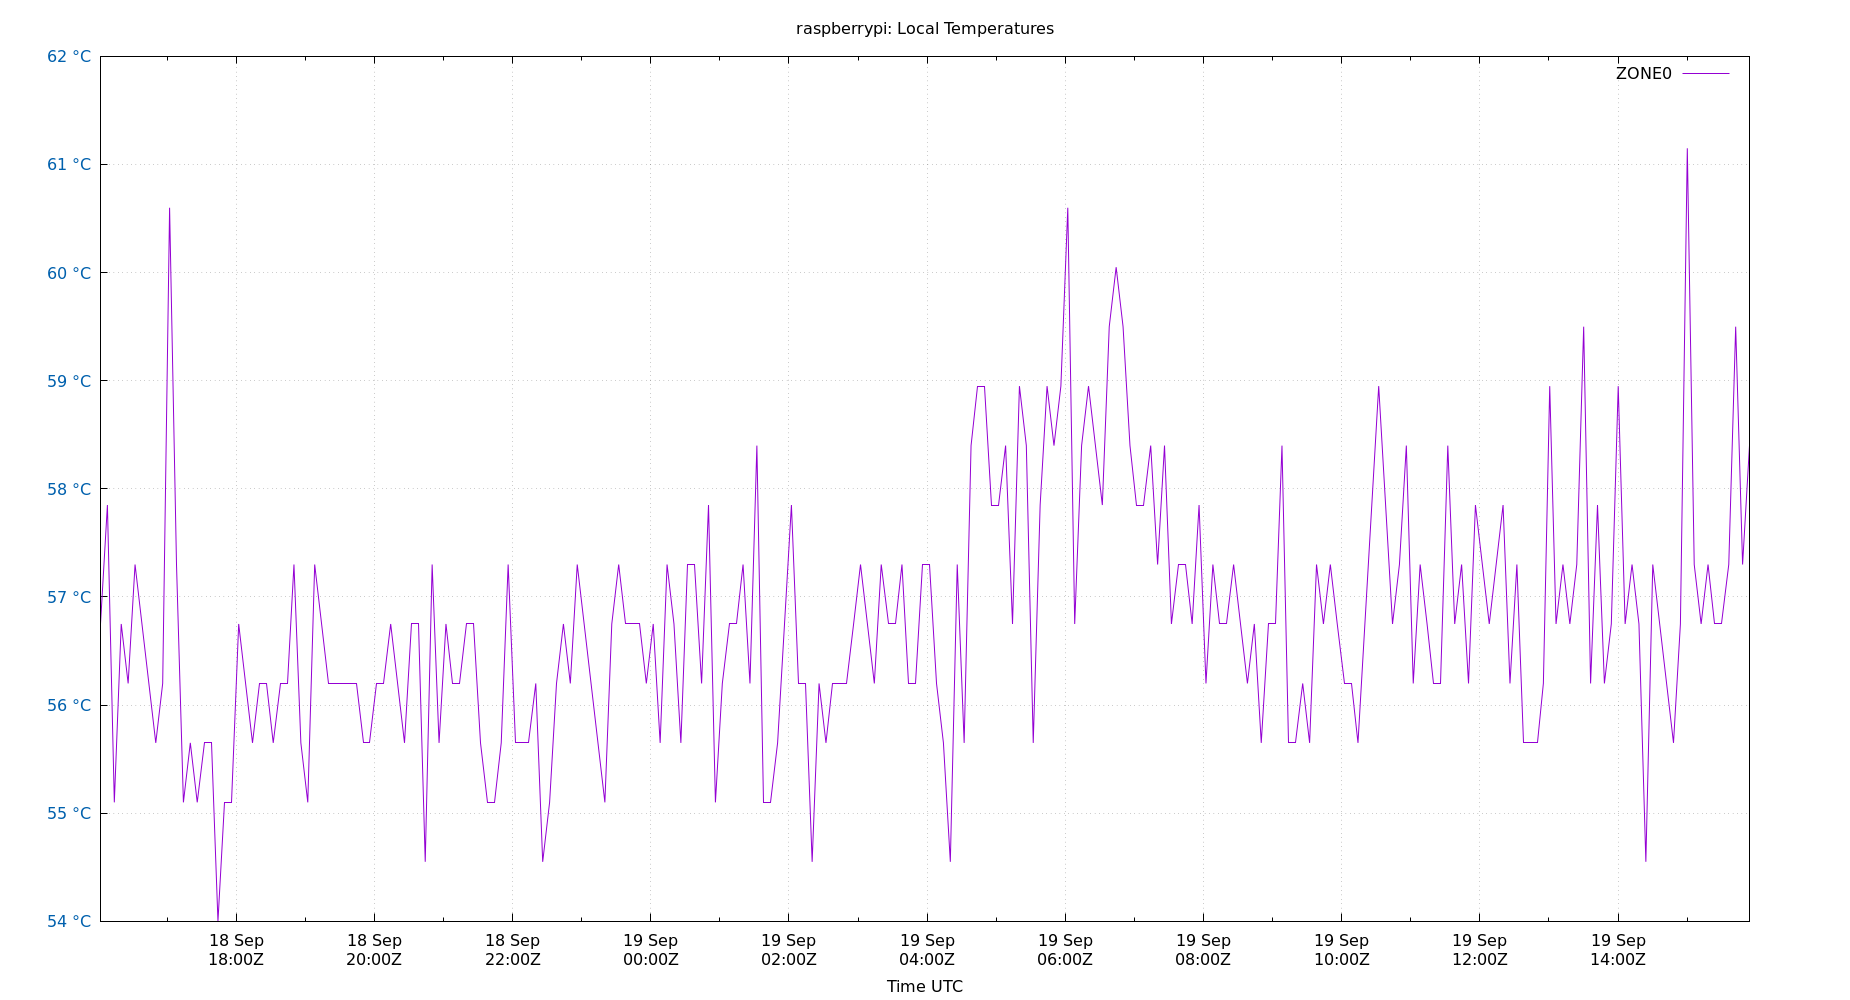 raspberrypi: Local Temperatures
62 °C
ZONE0
61 °C
60 °C
59 °C
58 °C
57 °C
56 °C
55 °C
54 °C
18 Sep 18 Sep 18 Sep 19 Sep 19 Sep 19 Sep 19 Sep 19 Sep 19 Sep 19 Sep 19 Sep
18:00Z 20:00Z 22:00Z 00:00Z 02:00Z 04:00Z 06:00Z 08:00Z 10:00Z 12:00Z 14:00Z
Time UTC